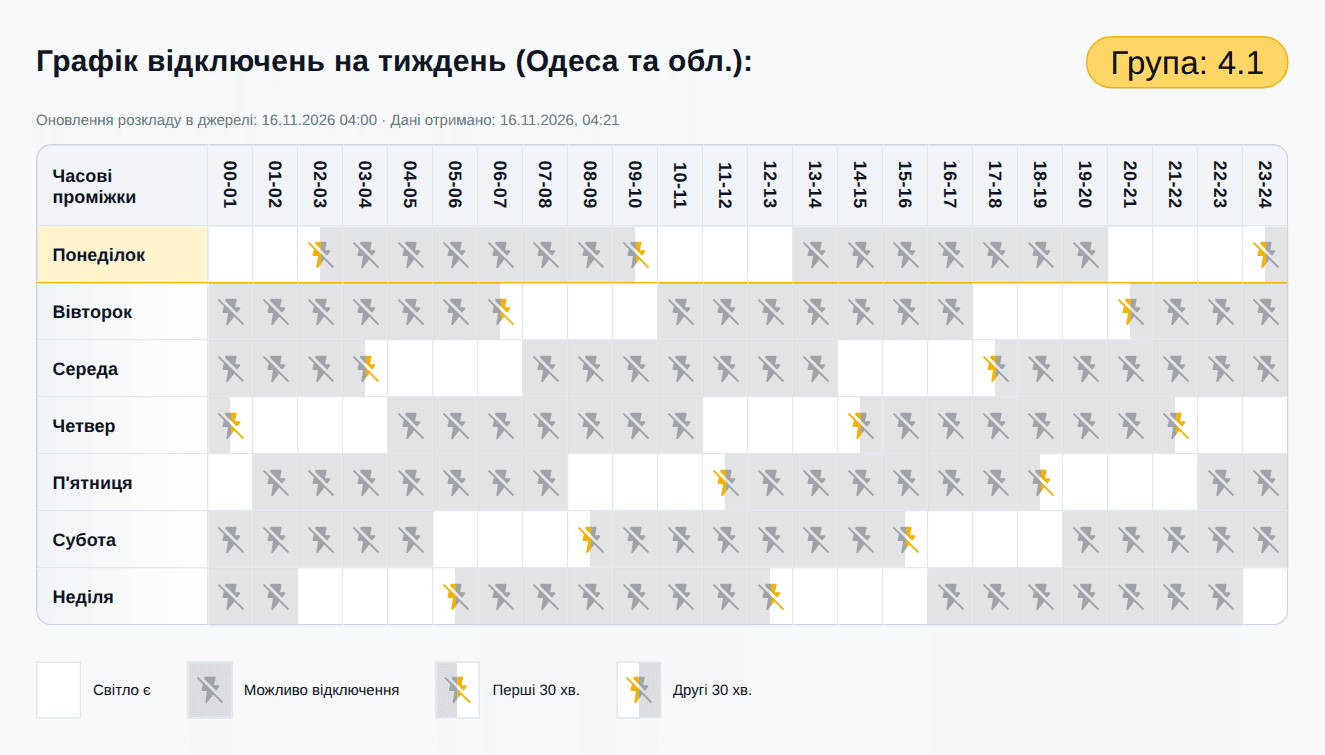 Графік відключень на тиждень (Одеса та обл.):
Група: 4.1
Оновлення розкладу в джерелі: 16.11.2026 04:00 · Дані отримано: 16.11.2026, 04:21
Часові
проміжки
00-01
01-02
02-03
03-04
04-05
05-06
06-07
07-08
08-09
09-10
10-11
11-12
12-13
13-14
14-15
15-16
16-17
17-18
18-19
19-20
20-21
21-22
22-23
23-24
Понеділок
Вівторок
Середа
Четвер
П'ятниця
Субота
Неділя
Світло є
Можливо відключення
Перші 30 хв.
Другі 30 хв.